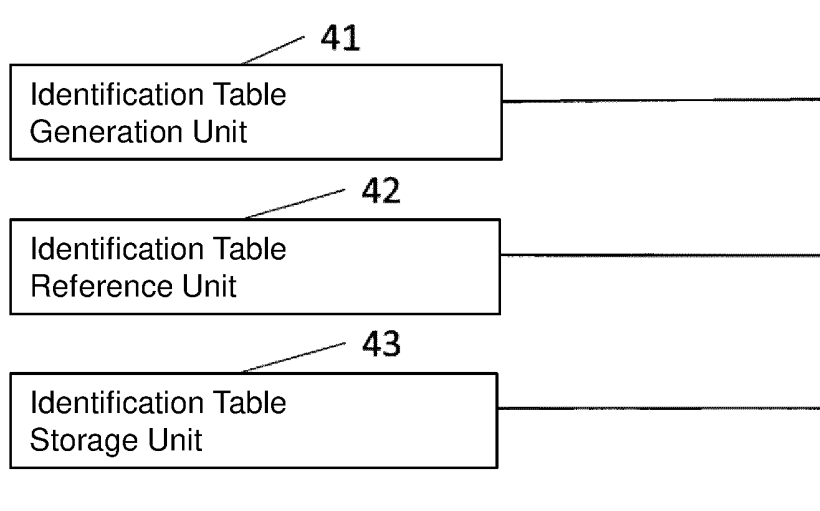 41
Identification Table
Generation Unit
42
Identification Table
Reference Unit
43
Identification Table
Storage Unit